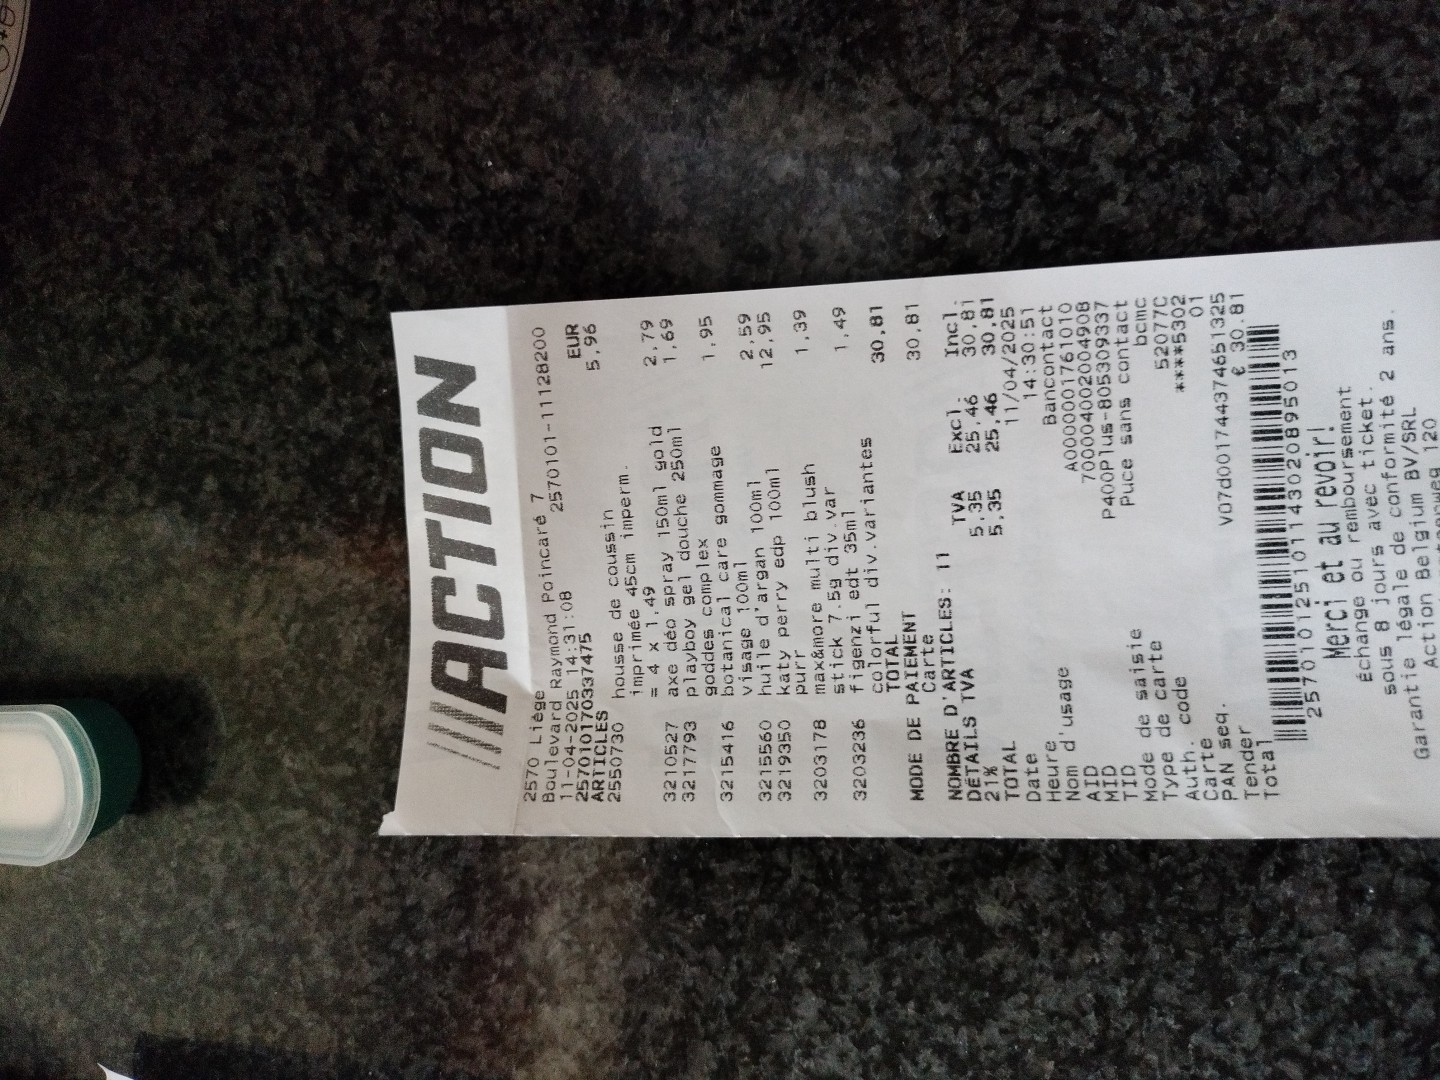 ACTION
2570 Liège
Boulevard Raymond Poincaré 7
11-04-2025 14:31:08 2570101-11128200
2570101170337475
ARTICLES EUR
2550730 housse de coussin 5,96
imprimée 45cm imperm.
= 4 x 1,49
3210527 axe déo spray 150ml gold 2,79
3217793 playboy gel douche 250ml 1,69
goddes complex
3215416 botanical care gommage 1,95
visage 100ml
3215560 huile d'argan 100ml 2,59
3219350 katy perry edp 100ml 12,95
purr
3203178 max&more multi blush 1,39
stick 7.5g div.var
3203236 figenzi edt 35ml 1,49
colorful div.variantes
TOTAL 30,81
MODE DE PAIEMENT
Carte 30,81
NOMBRE D'ARTICLES: 11
DÉTAILS TVA TVA Excl. Incl.
21% 5,35 25,46 30,81
TOTAL 5,35 25,46 30,81
Date 11/04/2025
Heure 14:30:51
Nom d'usage Bancontact
AID A0000001761010
MID 70004002004908
TID P400Plus-805309337
Mode de saisie Puce sans contact
Type de carte bcmc
Auth. code 52077C
Carte ****5302
PAN seq. 01
Tender V07d001744374651325
Total € 30.81
2570101251011430208 95013
Merci et au revoir!
Échange ou remboursement
sous 8 jours avec ticket.
Garantie légale de conformité 2 ans.
Action Belgium BV/SRL
120